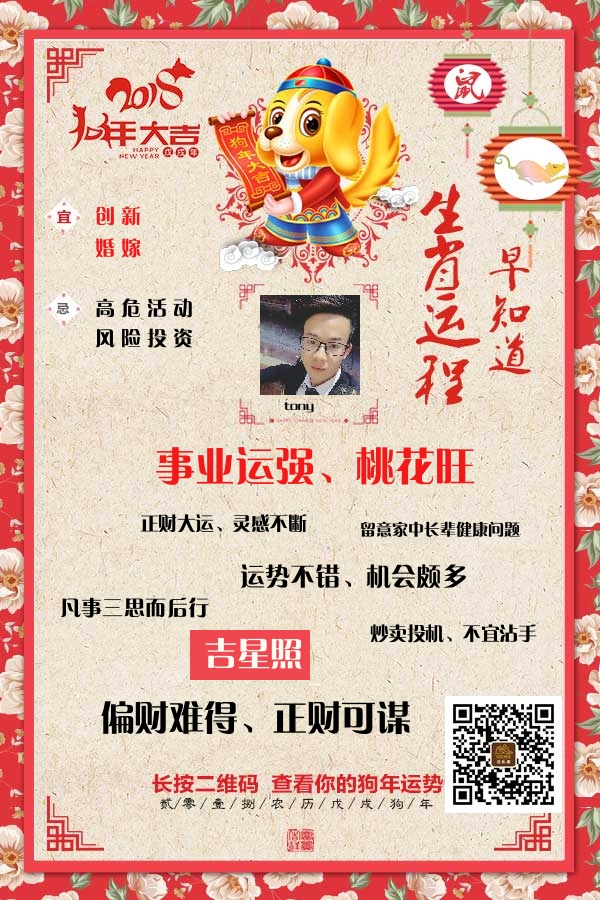 2018
狗年大吉
HAPPY
NEW YEAR
戊戌年
狗年大吉
鼠
生肖运程
早知道
宜
创新
婚嫁
忌
高危活动
风险投资
tony
HAPPY CHINESE NEW YEAR
事业运强、桃花旺
正财大运、灵感不断
留意家中长辈健康问题
运势不错、机会颇多
凡事三思而后行
炒卖投机、不宜沾手
吉星照
偏财难得、正财可谋
长按二维码 查看你的狗年运势
贰/零/壹/捌/农/历/戊/戌/狗/年